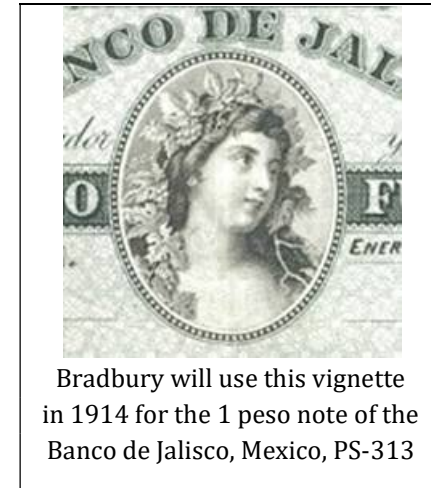 NCO DE JAL
dor
y
O
F
ENER
Bradbury will use this vignette
in 1914 for the 1 peso note of the
Banco de Jalisco, Mexico, PS-313